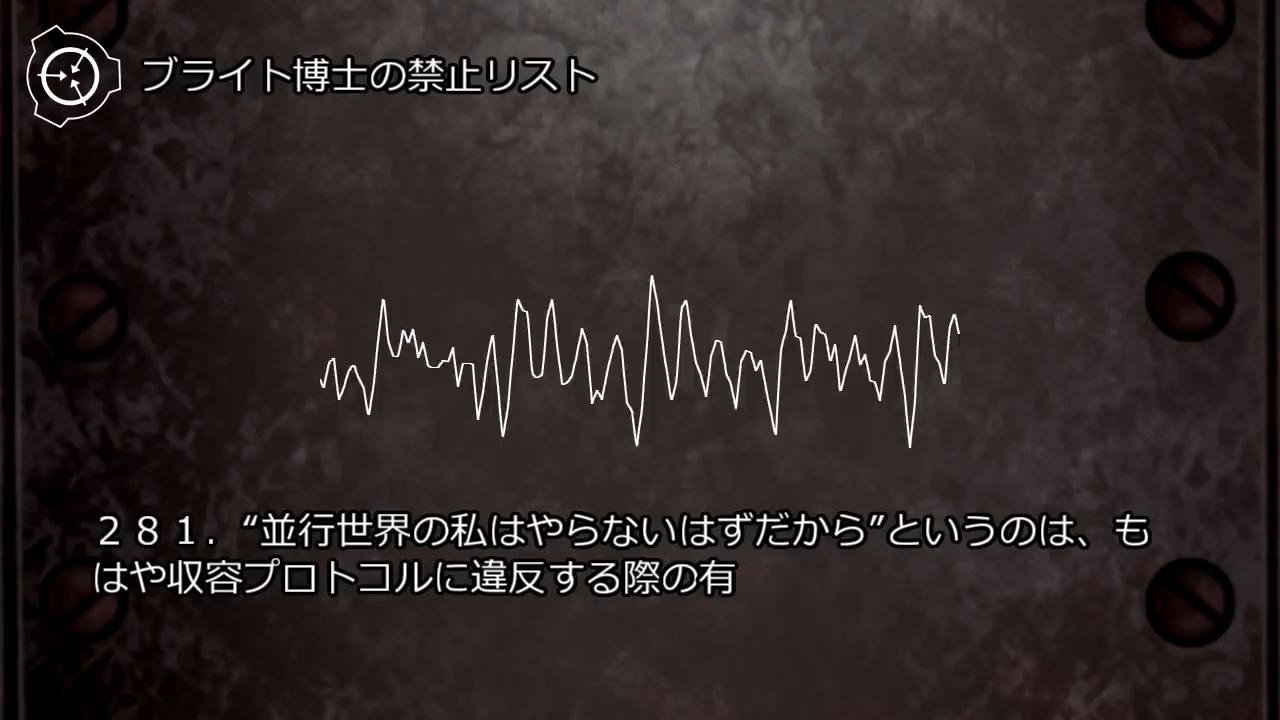 ブライト博士の禁止リスト
２８１．“並行世界の私はやらないはずだから”というのは、も
はや収容プロトコルに違反する際の有